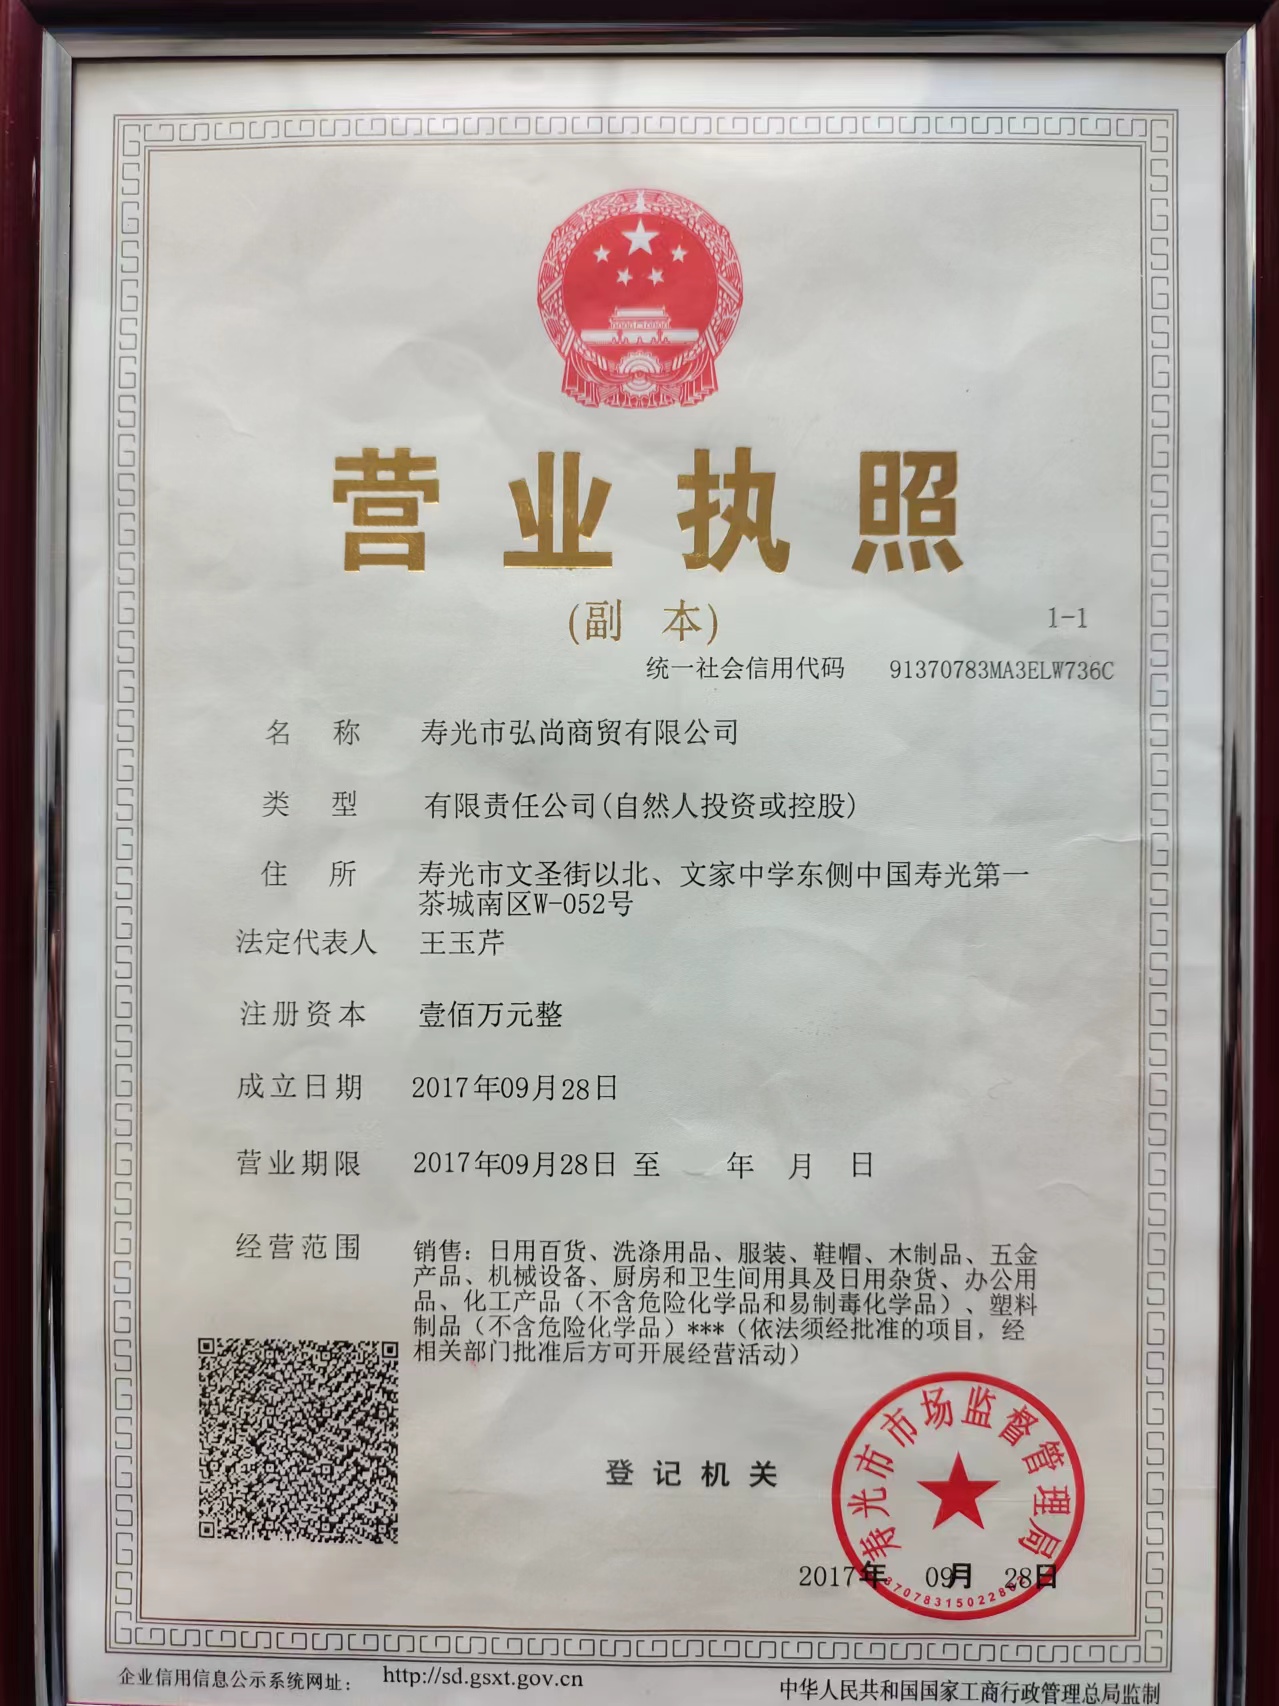 营业执照
(副 本)
1-1
统一社会信用代码 91370783MA3ELW736C
名称 寿光市弘尚商贸有限公司
类型 有限责任公司(自然人投资或控股)
住所 寿光市文圣街以北、文家中学东侧中国寿光第一
茶城南区W-052号
法定代表人 王玉芹
注册资本 壹佰万元整
成立日期 2017年09月28日
营业期限 2017年09月28日 至 年 月 日
经营范围 销售：日用百货、洗涤用品、服装、鞋帽、木制品、五金
产品、机械设备、厨房和卫生间用具及日用杂货、办公用
品、化工产品（不含危险化学品和易制毒化学品）、塑料
制品（不含危险化学品）***（依法须经批准的项目，经
相关部门批准后方可开展经营活动）
登记机关
寿光市市场监督管理局
2017年 09月 28日
企业信用信息公示系统网址： http://sd.gsxt.gov.cn
中华人民共和国国家工商行政管理总局监制